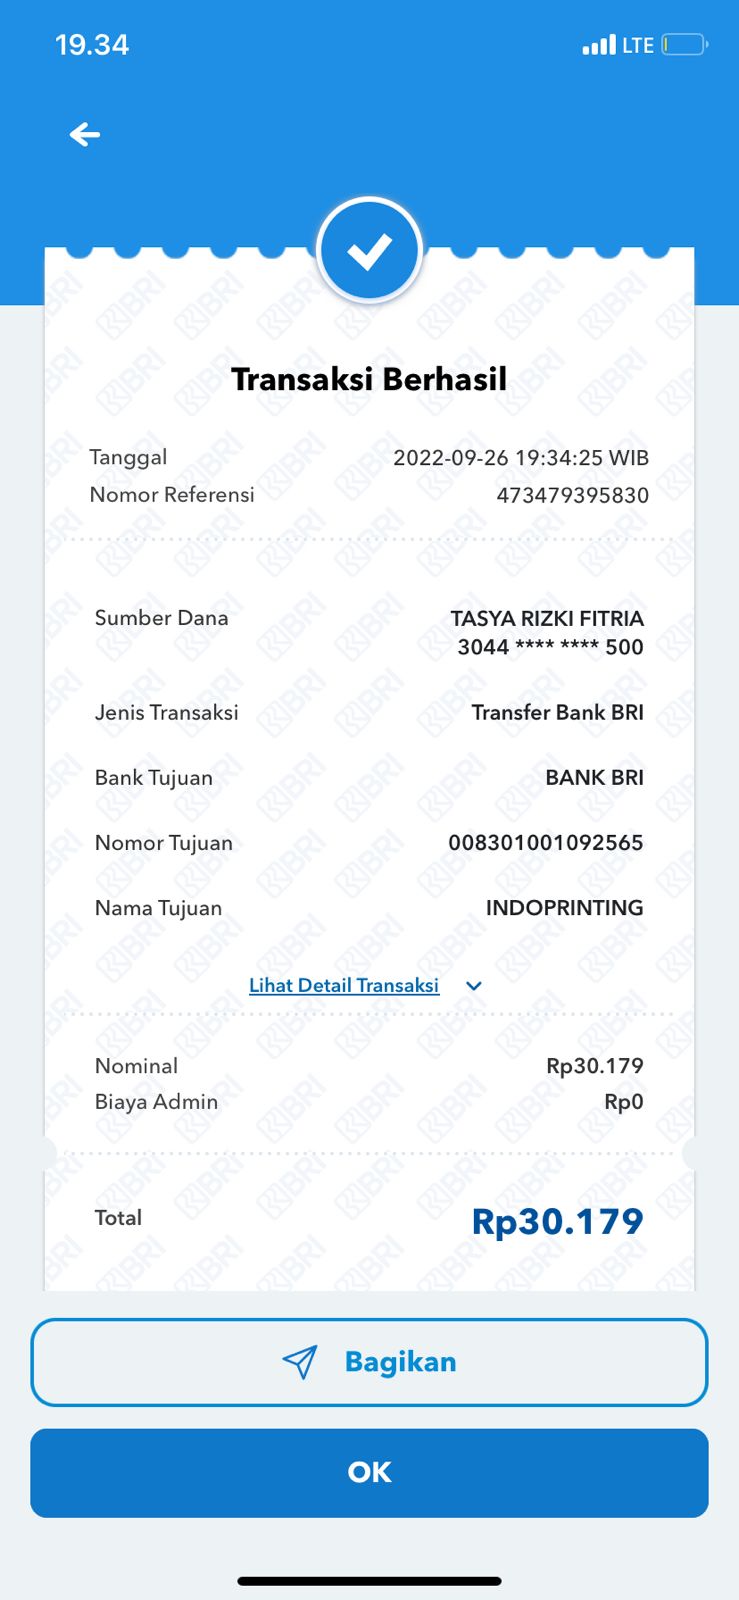 19.34
LTE
Transaksi Berhasil
Tanggal 2022-09-26 19:34:25 WIB
Nomor Referensi 473479395830
Sumber Dana TASYA RIZKI FITRIA
3044 **** **** 500
Jenis Transaksi Transfer Bank BRI
Bank Tujuan BANK BRI
Nomor Tujuan 008301001092565
Nama Tujuan INDOPRINTING
Lihat Detail Transaksi
Nominal Rp30.179
Biaya Admin Rp0
Total Rp30.179
Bagikan
OK